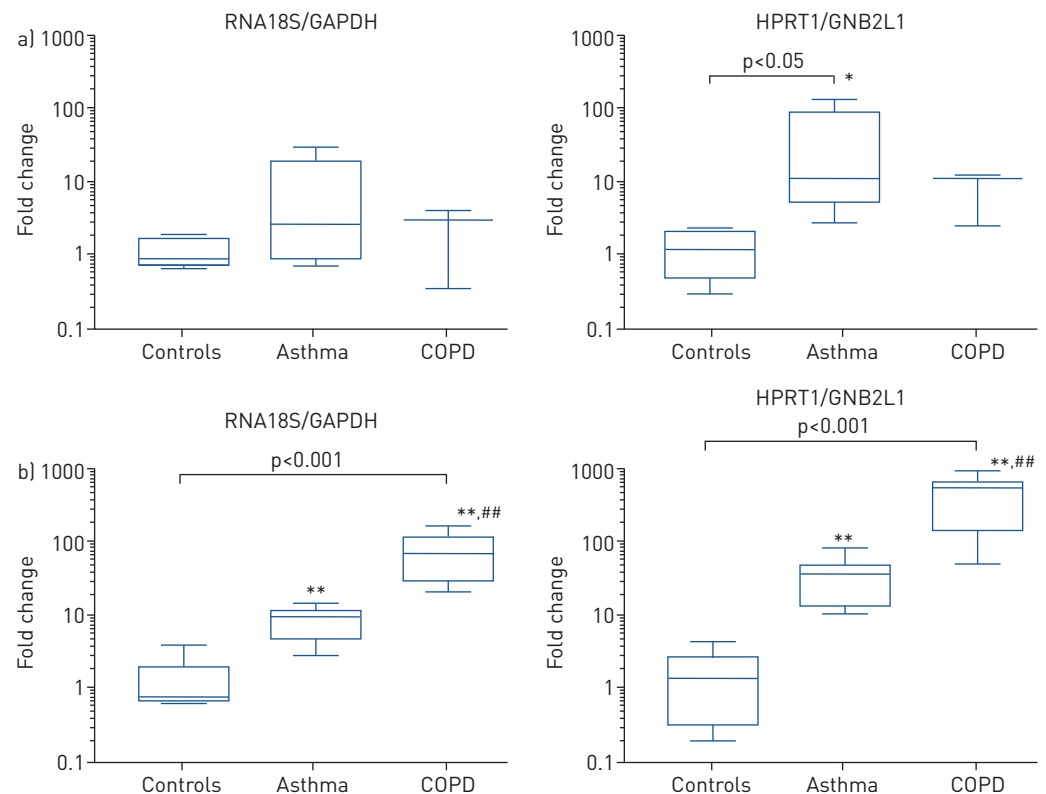 a)
RNA18S/GAPDH
Fold change
1000
100
10
1
0.1
Controls Asthma COPD
HPRT1/GNB2L1
p<0.05
*
Fold change
1000
100
10
1
0.1
Controls Asthma COPD
b)
RNA18S/GAPDH
p<0.001
**,##
**
Fold change
1000
100
10
1
0.1
Controls Asthma COPD
HPRT1/GNB2L1
p<0.001
**,##
**
Fold change
1000
100
10
1
0.1
Controls Asthma COPD